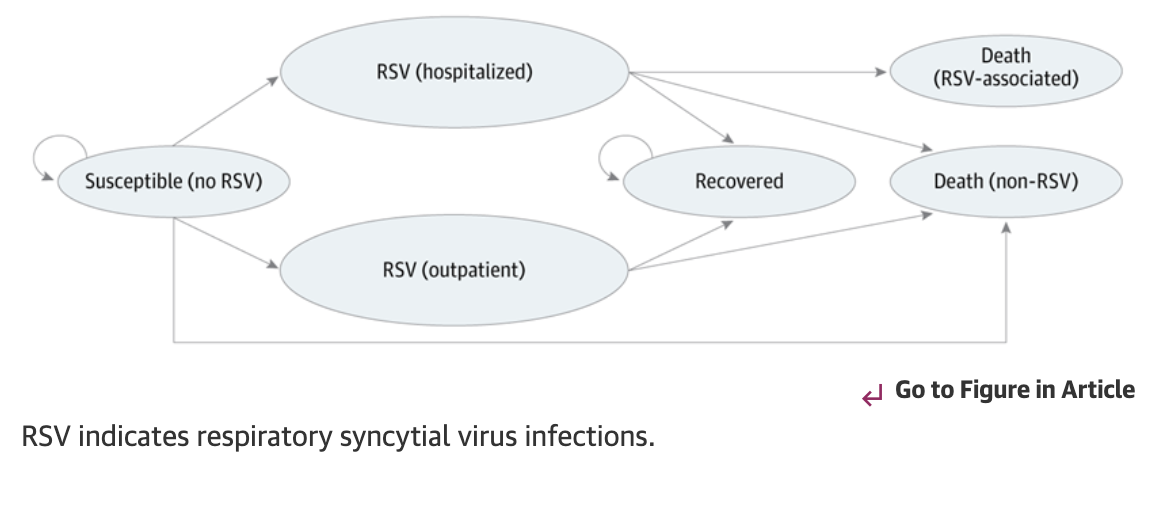 RSV (hospitalized)
Death
(RSV-associated)
Susceptible (no RSV)
Recovered
Death (non-RSV)
RSV (outpatient)
Go to Figure in Article
RSV indicates respiratory syncytial virus infections.